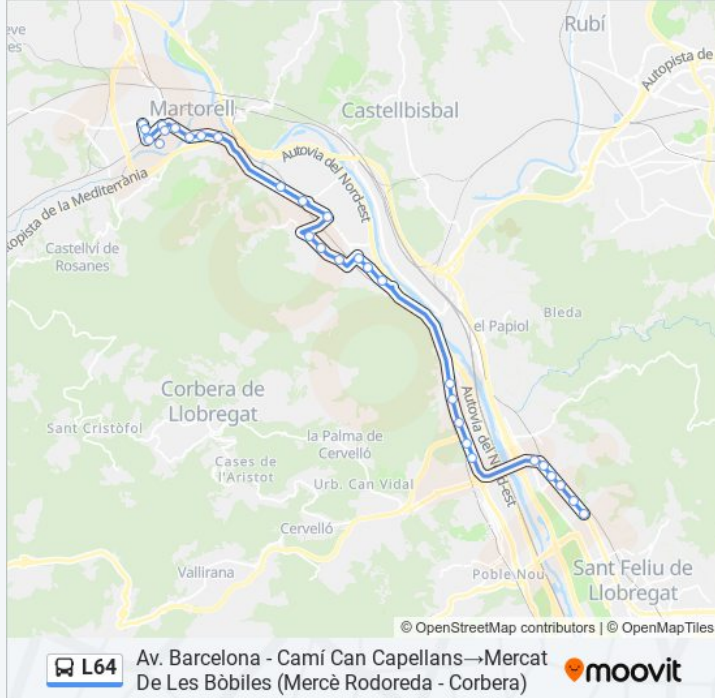 eve
es
Rubí
Autopista de
Martorell
Castellbisbal
Autovia del Nord-est
topista de la Mediterrània
Castellví de
Rosanes
Bleda
el Papiol
Corbera de
Llobregat
Sant Cristòfol
la Palma de
Cervelló
Cases de
l'Aristot
Urb. Can Vidal
Autovia del N
d-est
Cervelló
Vallirana
Poble Nou
Sant Feliu de
Llobregat
© OpenStreetMap contributors | © OpenMapTiles
L64
Av. Barcelona - Camí Can Capellans→Mercat
De Les Bòbiles (Mercè Rodoreda - Corbera)
moovit